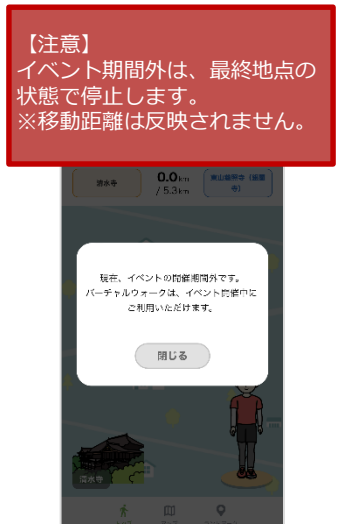 【注意】
イベント期間外は、最終地点の
状態で停止します。
※移動距離は反映されません。
清水寺
0.0km
/ 5.3km
東山慈照寺（銀閣
寺）
現在、イベントの開催期間外です。
バーチャルウォークは、イベント開催中に
ご利用いただけます。
閉じる
清水寺